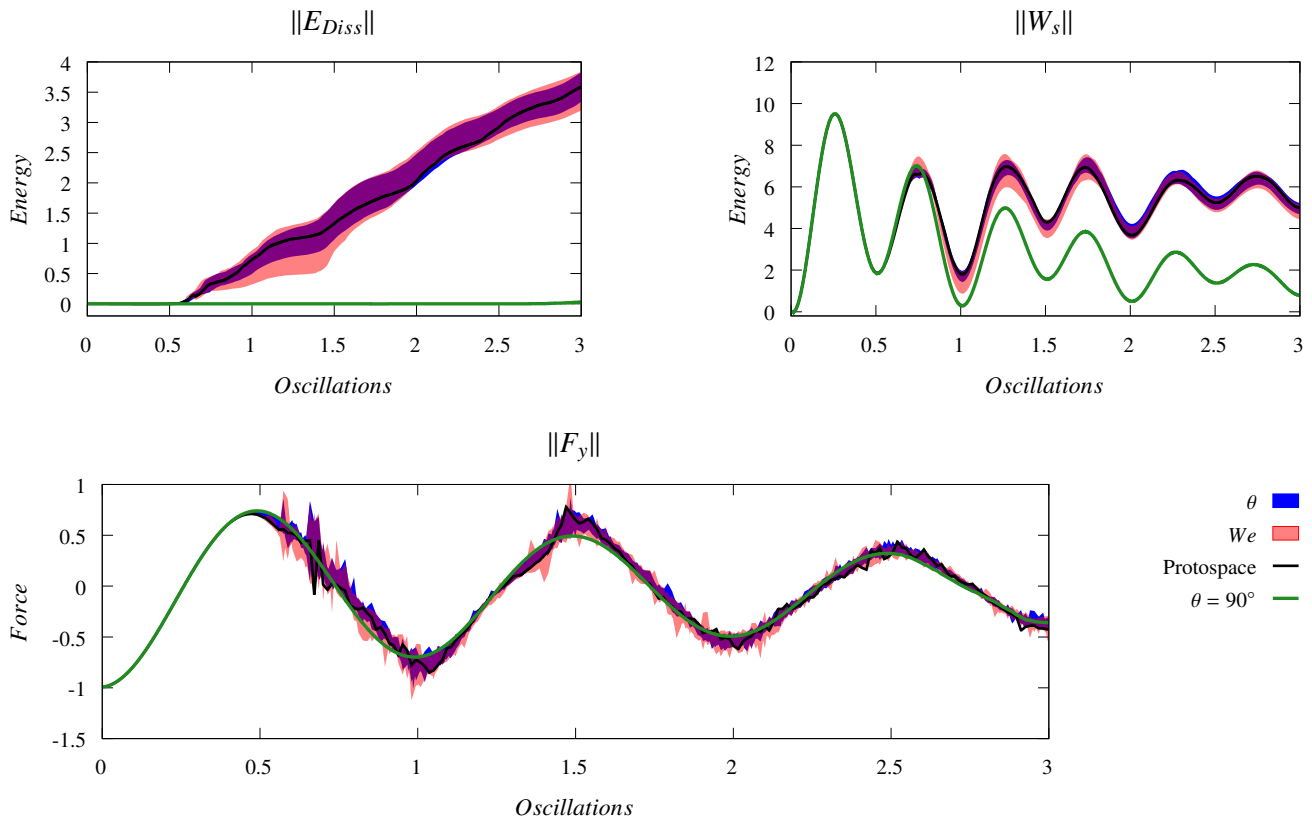 ||E_Diss||
4
3.5
3
2.5
2
1.5
1
0.5
0
Energy
0 0.5 1 1.5 2 2.5 3
Oscillations
||W_s||
12
10
8
6
4
2
0
Energy
0 0.5 1 1.5 2 2.5 3
Oscillations
||F_y||
1
0.5
0
-0.5
-1
-1.5
Force
0 0.5 1 1.5 2 2.5 3
Oscillations
θ
We
Protospace
θ = 90°